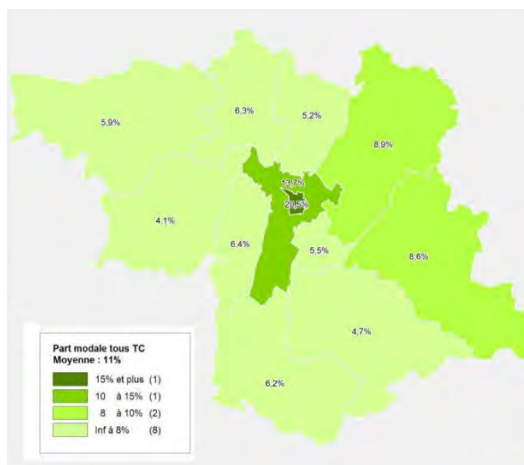 6,3%
5,2%
5,9%
8,9%
13,7%
4,1%
6,4%
5,5%
8,6%
4,7%
6,2%
Part modale tous TC
Moyenne : 11%
15% et plus (1)
10 à 15% (1)
8 à 10% (2)
Inf à 8% (8)